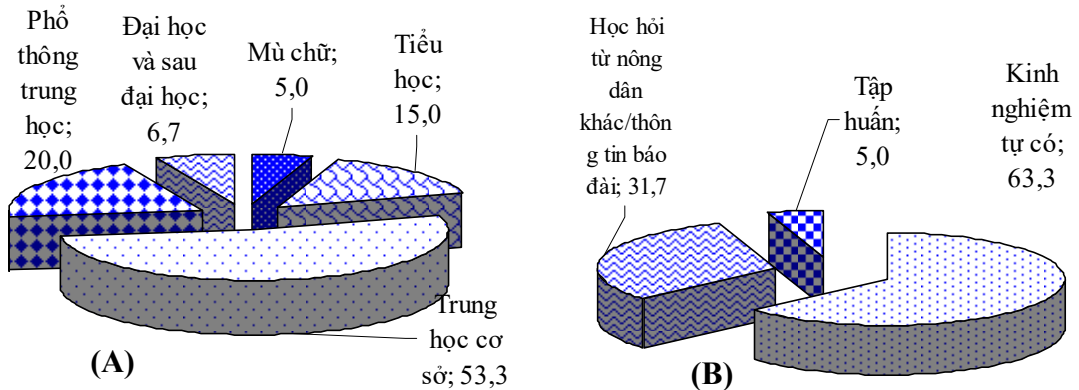 Phổ
thông
trung
học;
20,0
Đại học
và sau
đại học;
6,7
Mù chữ;
5,0
Tiểu
học;
15,0
Trung
học cơ
sở; 53,3
(A)
Học hỏi
từ nông
dân
khác/thôn
g tin báo
đài; 31,7
Tập
huấn;
5,0
Kinh
nghiệm
tự có;
63,3
(B)